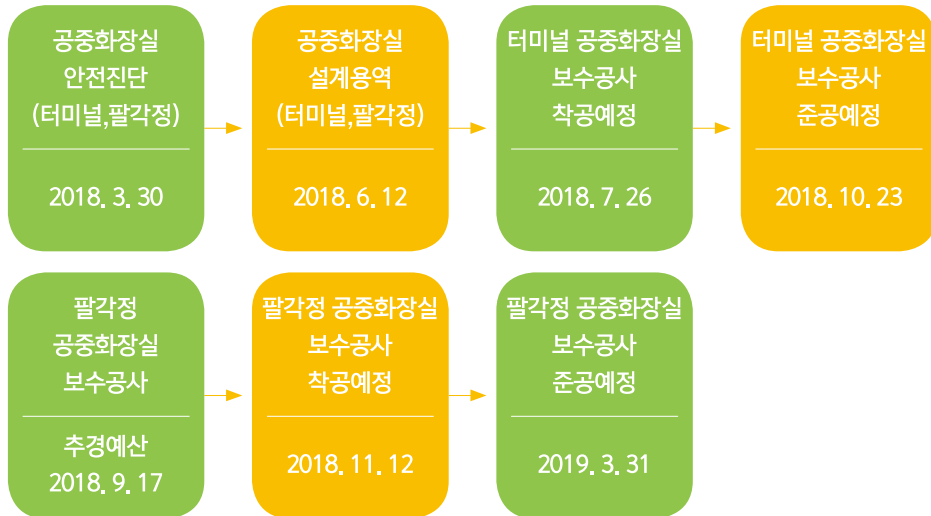 공중화장실
안전진단
(터미널,팔각정)
2018. 3. 30
공중화장실
설계용역
(터미널,팔각정)
2018. 6. 12
터미널 공중화장실
보수공사
착공예정
2018. 7. 26
터미널 공중화장실
보수공사
준공예정
2018. 10. 23
팔각정
공중화장실
보수공사
추경예산
2018. 9. 17
팔각정 공중화장실
보수공사
착공예정
2018. 11. 12
팔각정 공중화장실
보수공사
준공예정
2019. 3. 31